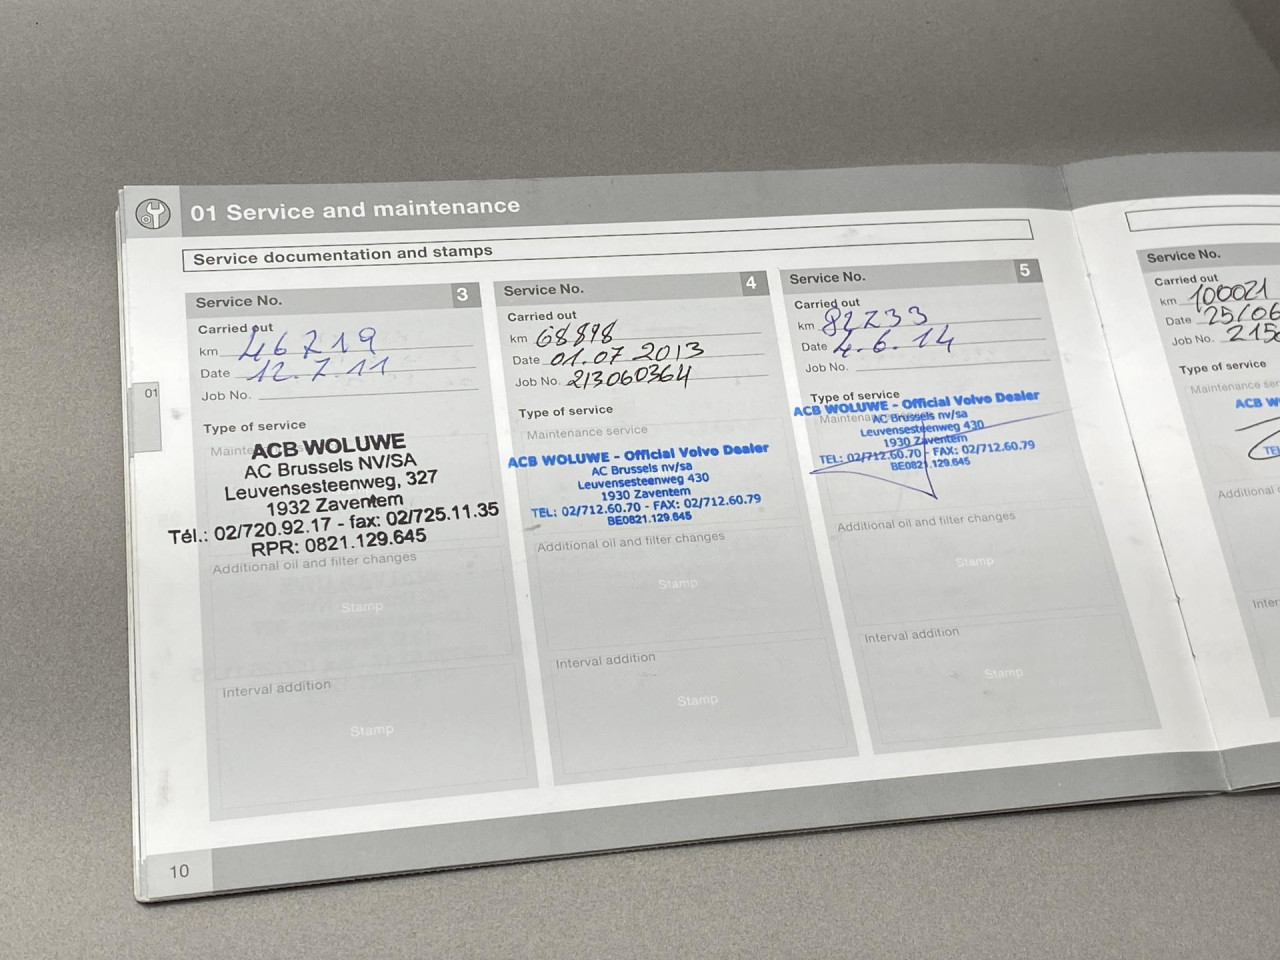 01 Service and maintenance
Service documentation and stamps
Service No. 3
Carried out
km 46219
Date 12.7.11
Job No.
Type of service
ACB WOLUWE
AC Brussels NV/SA
Leuvensesteenweg, 327
1932 Zaventem
Tél.: 02/720.92.17 - fax: 02/725.11.35
RPR: 0821.129.645
Additional oil and filter changes
Stamp
Interval addition
Stamp
Service No. 4
Carried out
km 68898
Date 01.07.2013
Job No. 213060364
Type of service
Maintenance service
ACB WOLUWE - Official Volvo Dealer
AC Brussels nv/sa
Leuvensesteenweg 430
1930 Zaventem
TEL: 02/712.60.70 - FAX: 02/712.60.79
BE0821.129.645
Additional oil and filter changes
Stamp
Interval addition
Stamp
Service No. 5
Carried out
km 82233
Date 4.6.14
Job No.
Type of service
ACB WOLUWE - Official Volvo Dealer
AC Brussels nv/sa
Leuvensesteenweg 430
1930 Zaventem
TEL: 02/712.60.70 - FAX: 02/712.60.79
BE0821.129.645
Additional oil and filter changes
Stamp
Interval addition
Stamp
Service No.
Carried out
km 100021
Date 25/06
Job No. 215
Type of service
Maintenance
ACB
Additional
01
10